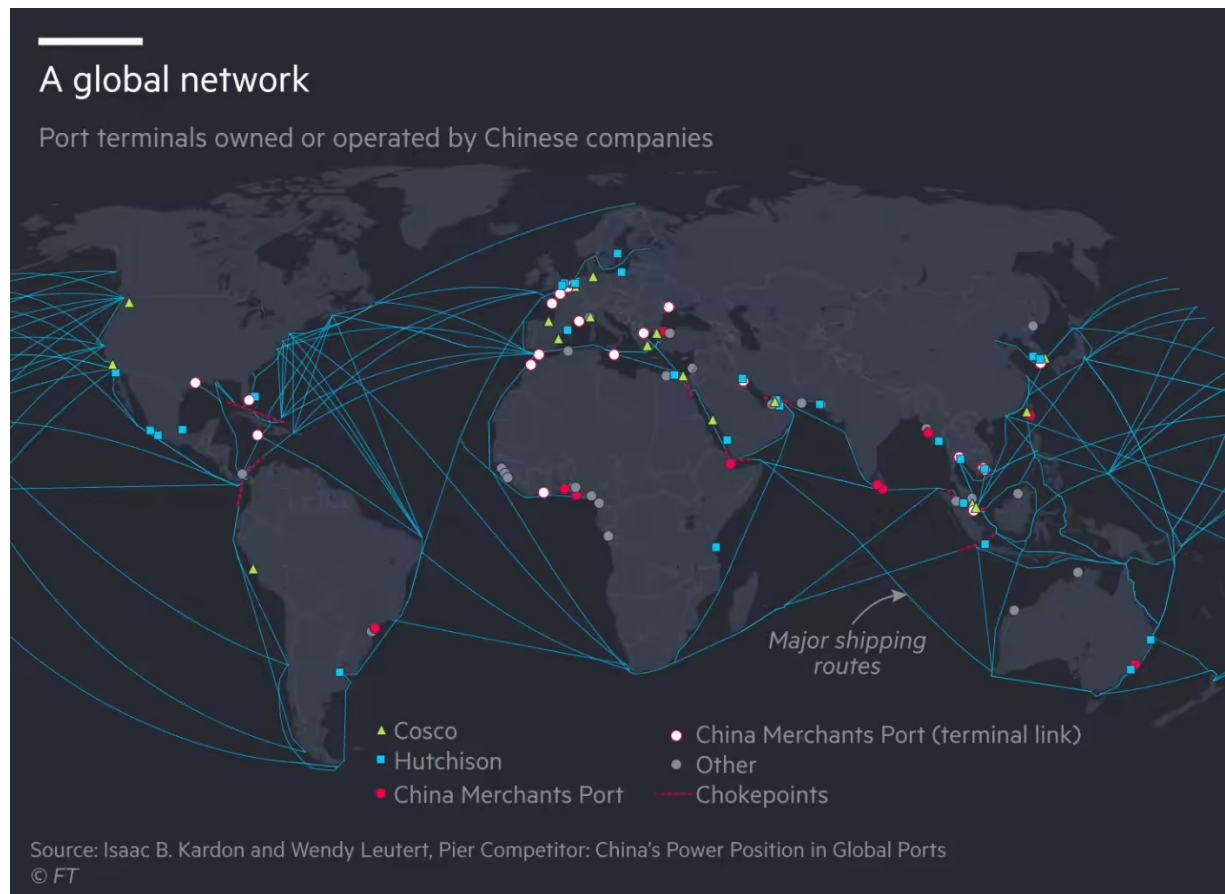 A global network
Port terminals owned or operated by Chinese companies
Major shipping
routes
Cosco
Hutchison
China Merchants Port
China Merchants Port (terminal link)
Other
Chokepoints
Source: Isaac B. Kardon and Wendy Leutert, Pier Competitor: China's Power Position in Global Ports
© FT